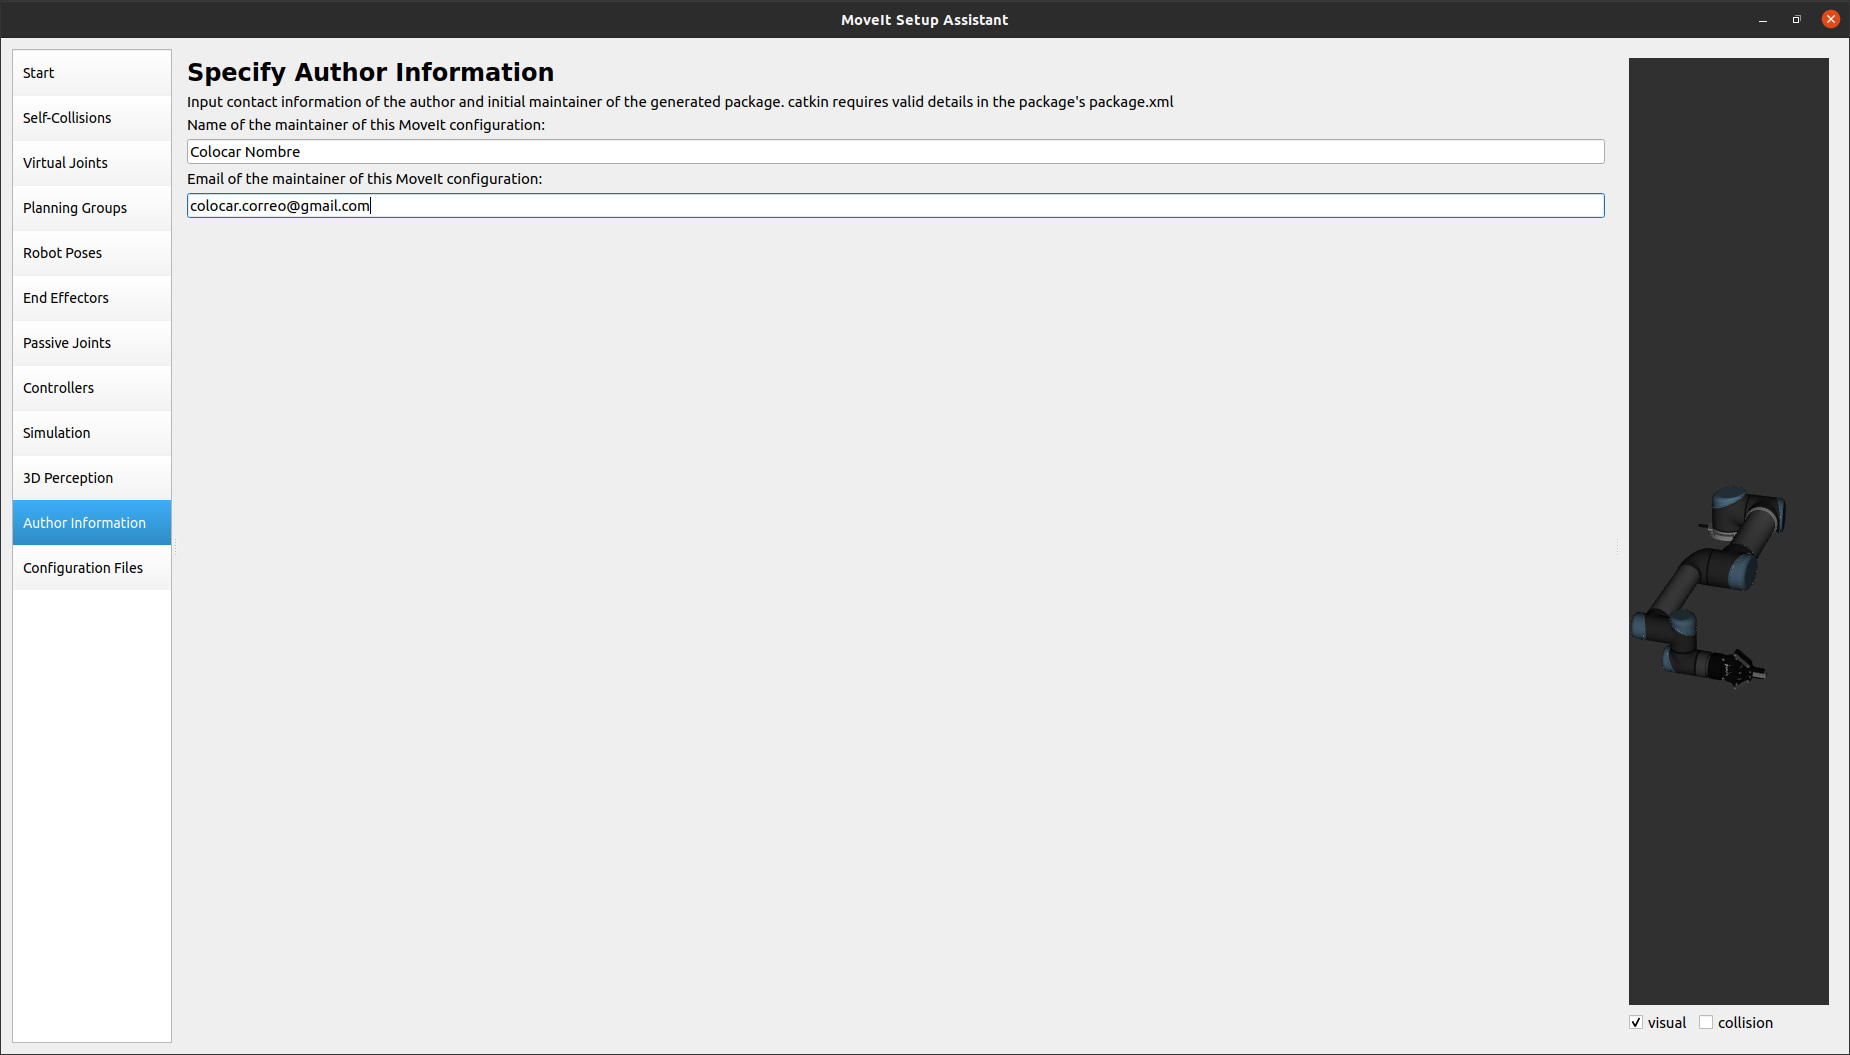 MoveIt Setup Assistant
Start
Self-Collisions
Virtual Joints
Planning Groups
Robot Poses
End Effectors
Passive Joints
Controllers
Simulation
3D Perception
Author Information
Configuration Files
Specify Author Information
Input contact information of the author and initial maintainer of the generated package. catkin requires valid details in the package's package.xml
Name of the maintainer of this MoveIt configuration:
Colocar Nombre
Email of the maintainer of this MoveIt configuration:
colocar.correo@gmail.com
visual collision